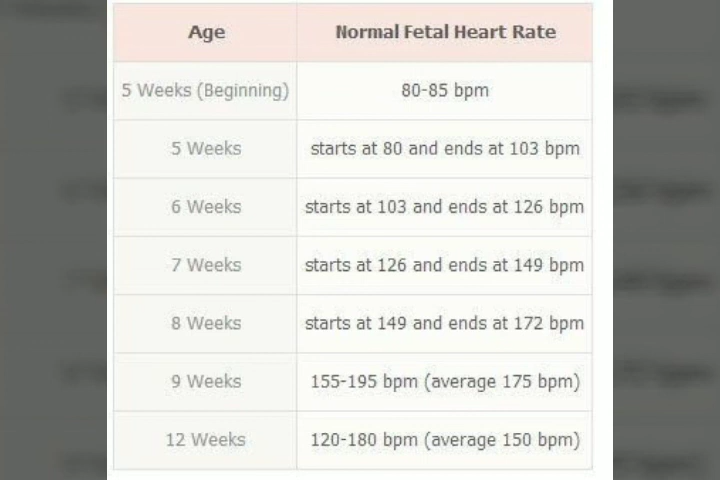 Age Normal Fetal Heart Rate
5 Weeks (Beginning) 80-85 bpm
5 Weeks starts at 80 and ends at 103 bpm
6 Weeks starts at 103 and ends at 126 bpm
7 Weeks starts at 126 and ends at 149 bpm
8 Weeks starts at 149 and ends at 172 bpm
9 Weeks 155-195 bpm (average 175 bpm)
12 Weeks 120-180 bpm (average 150 bpm)